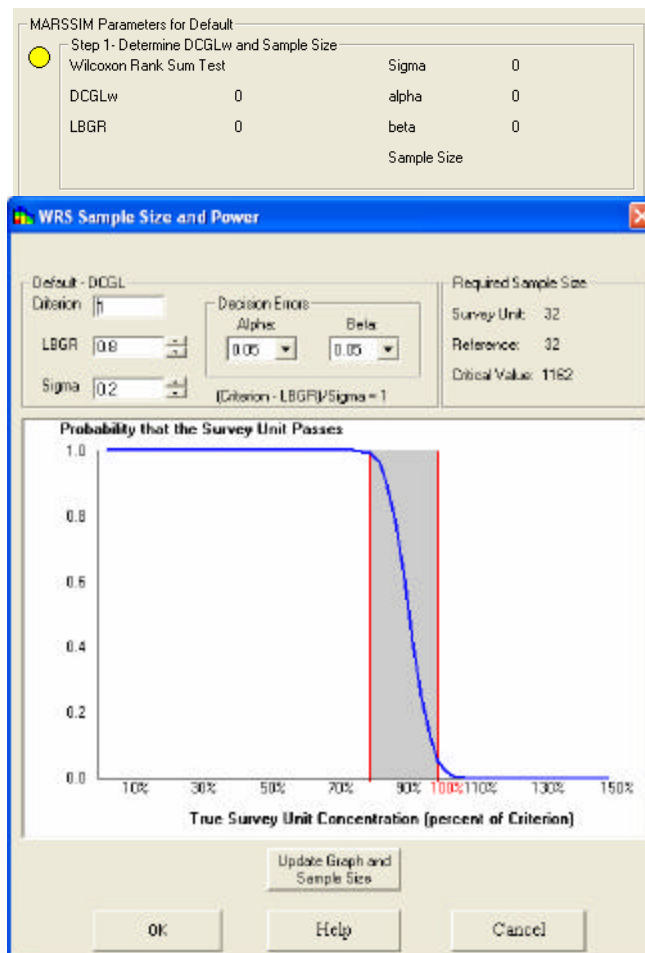 MARSSIM Parameters for Default
Step 1- Determine DCGLw and Sample Size
Wilcoxon Rank Sum Test Sigma 0
DCGLw 0 alpha 0
LBGR 0 beta 0
Sample Size
WRS Sample Size and Power
Default - DCGL
Criterion 1
LBGR 0.8
Sigma 0.2
Decision Errors
Alpha: Beta:
0.05 0.05
(Criterion - LBGR)/Sigma = 1
Required Sample Size
Survey Unit: 32
Reference: 32
Critical Value: 1162
Probability that the Survey Unit Passes
1.0
0.8
0.6
0.4
0.2
0.0
10% 30% 50% 70% 90% 100% 110% 130% 150%
True Survey Unit Concentration (percent of Criterion)
Update Graph and
Sample Size
OK Help Cancel